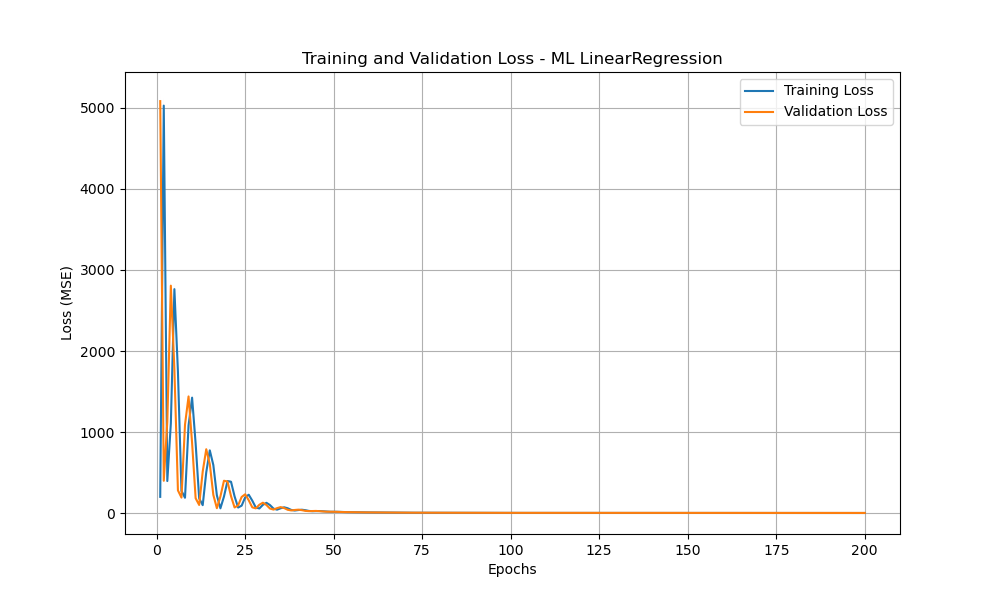 Training and Validation Loss - ML LinearRegression
Training Loss
Validation Loss
5000
4000
3000
2000
1000
0
Loss (MSE)
0 25 50 75 100 125 150 175 200
Epochs